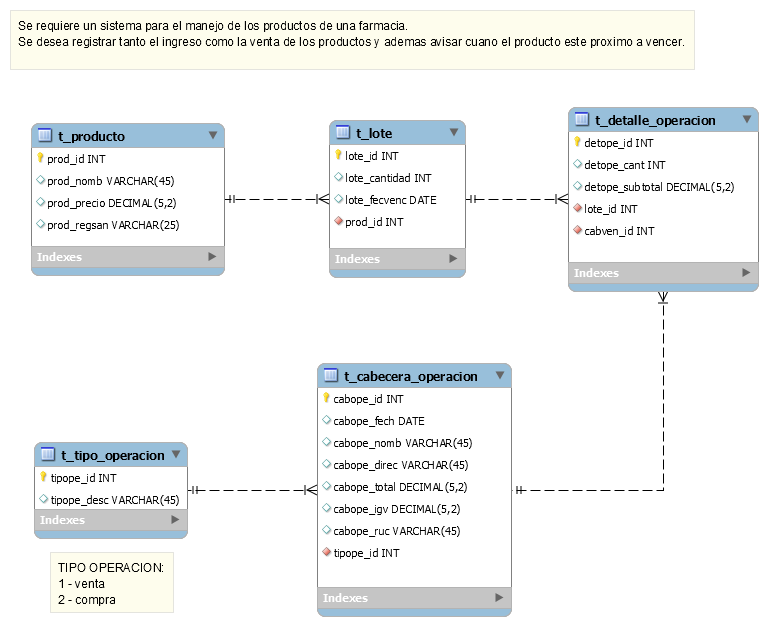 Se requiere un sistema para el manejo de los productos de una farmacia.
Se desea registrar tanto el ingreso como la venta de los productos y ademas avisar cuano el producto este proximo a vencer.
t_producto
prod_id INT
prod_nomb VARCHAR(45)
prod_precio DECIMAL(5,2)
prod_regsan VARCHAR(25)
Indexes
t_lote
lote_id INT
lote_cantidad INT
lote_fecvenc DATE
prod_id INT
Indexes
t_detalle_operacion
detope_id INT
detope_cant INT
detope_subtotal DECIMAL(5,2)
lote_id INT
cabven_id INT
Indexes
t_tipo_operacion
tipope_id INT
tipope_desc VARCHAR(45)
Indexes
t_cabecera_operacion
cabope_id INT
cabope_fech DATE
cabope_nomb VARCHAR(45)
cabope_direc VARCHAR(45)
cabope_total DECIMAL(5,2)
cabope_igv DECIMAL(5,2)
cabope_ruc VARCHAR(45)
tipope_id INT
Indexes
TIPO OPERACION:
1 - venta
2 - compra